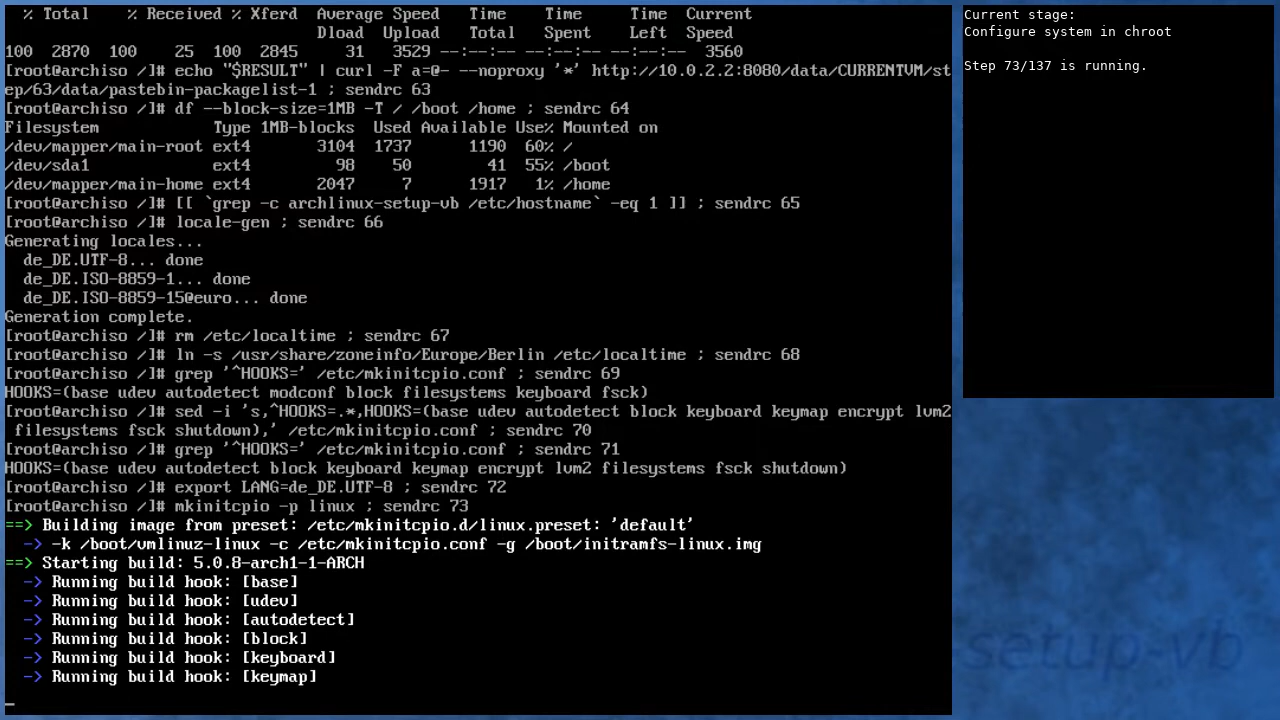 % Total    % Received % Xferd  Average Speed   Time    Time     Time  Current
                                 Dload  Upload   Total   Spent    Left  Speed
100  2870  100    25  100  2845     31   3529 --:--:-- --:--:-- --:--:--  3560
[root@archiso /]# echo "$RESULT" | curl -F a=@- --noproxy '*' http://10.0.2.2:8080/data/CURRENTVM/st
ep/63/data/pastebin-packagelist-1 ; sendrc 63
[root@archiso /]# df --block-size=1MB -T / /boot /home ; sendrc 64
Filesystem            Type 1MB-blocks  Used Available Use% Mounted on
/dev/mapper/main-root ext4       3104  1737      1190  60% /
/dev/sda1             ext4         98    50        41  55% /boot
/dev/mapper/main-home ext4       2047     7      1917   1% /home
[root@archiso /]# [[ `grep -c archlinux-setup-vb /etc/hostname` -eq 1 ]] ; sendrc 65
[root@archiso /]# locale-gen ; sendrc 66
Generating locales...
  de_DE.UTF-8... done
  de_DE.ISO-8859-1... done
  de_DE.ISO-8859-15@euro... done
Generation complete.
[root@archiso /]# rm /etc/localtime ; sendrc 67
[root@archiso /]# ln -s /usr/share/zoneinfo/Europe/Berlin /etc/localtime ; sendrc 68
[root@archiso /]# grep '^HOOKS=' /etc/mkinitcpio.conf ; sendrc 69
HOOKS=(base udev autodetect modconf block filesystems keyboard fsck)
[root@archiso /]# sed -i 's,^HOOKS=.*,HOOKS=(base udev autodetect block keyboard keymap encrypt lvm2
 filesystems fsck shutdown),' /etc/mkinitcpio.conf ; sendrc 70
[root@archiso /]# grep '^HOOKS=' /etc/mkinitcpio.conf ; sendrc 71
HOOKS=(base udev autodetect block keyboard keymap encrypt lvm2 filesystems fsck shutdown)
[root@archiso /]# export LANG=de_DE.UTF-8 ; sendrc 72
[root@archiso /]# mkinitcpio -p linux ; sendrc 73
==> Building image from preset: /etc/mkinitcpio.d/linux.preset: 'default'
  -> -k /boot/vmlinuz-linux -c /etc/mkinitcpio.conf -g /boot/initramfs-linux.img
==> Starting build: 5.0.8-arch1-1-ARCH
  -> Running build hook: [base]
  -> Running build hook: [udev]
  -> Running build hook: [autodetect]
  -> Running build hook: [block]
  -> Running build hook: [keyboard]
  -> Running build hook: [keymap]
Current stage:
Configure system in chroot
Step 73/137 is running.
setup-vb